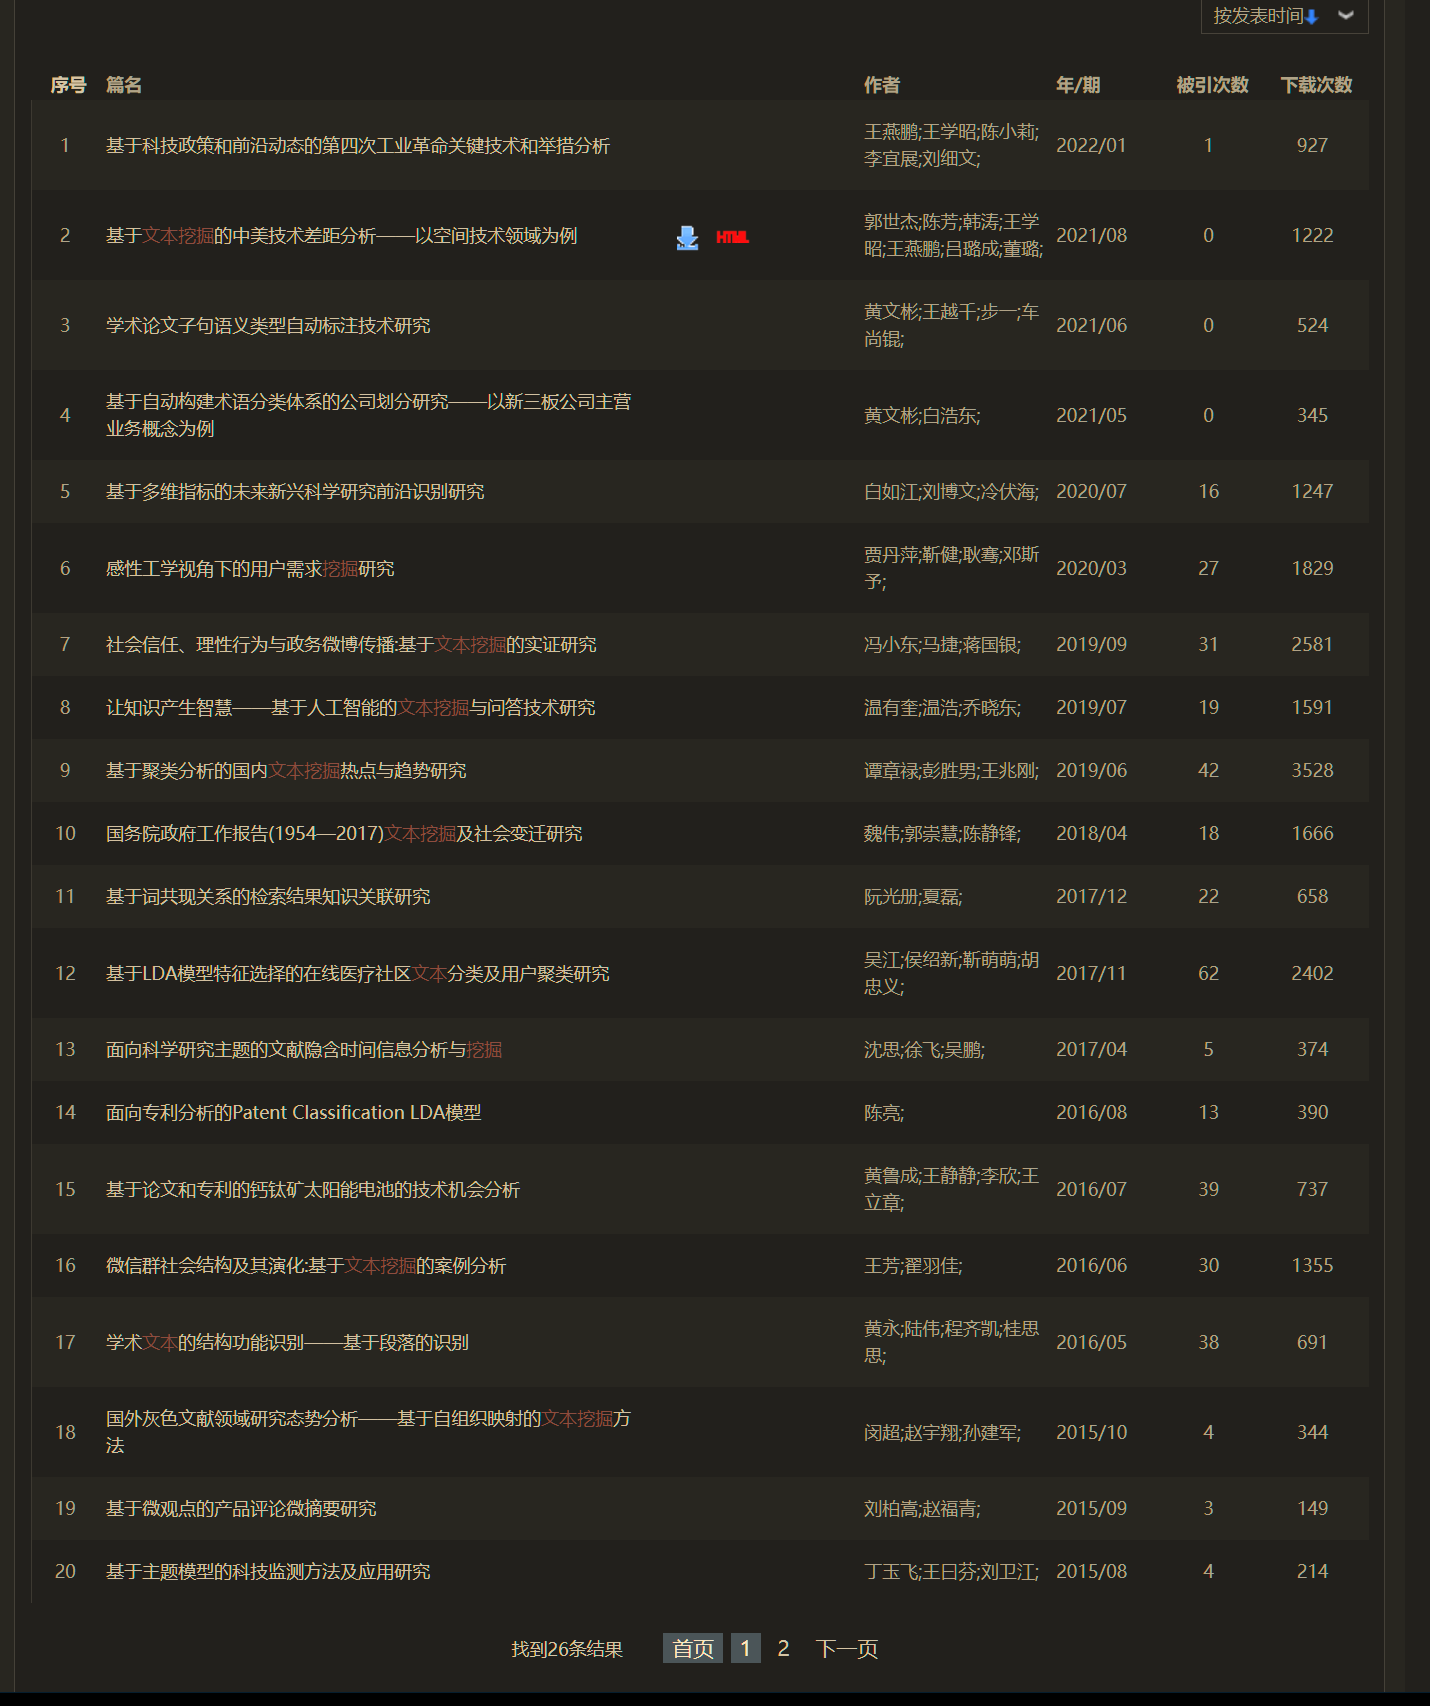 按发表时间
序号 篇名 作者 年/期 被引次数 下载次数
1 基于科技政策和前沿动态的第四次工业革命关键技术和举措分析 王燕鹏;王学昭;陈小莉; 2022/01 1 927
李宜展;刘细文;
2 基于文本挖掘的中美技术差距分析——以空间技术领域为例 HTML 郭世杰;陈芳;韩涛;王学 2021/08 0 1222
昭;王燕鹏;吕璐成;董璐;
3 学术论文子句语义类型自动标注技术研究 黄文彬;王越千;步一;车 2021/06 0 524
尚锟;
4 基于自动构建术语分类体系的公司划分研究——以新三板公司主营 黄文彬;白浩东; 2021/05 0 345
业务概念为例
5 基于多维指标的未来新兴科学研究前沿识别研究 白如江;刘博文;冷伏海; 2020/07 16 1247
6 感性工学视角下的用户需求挖掘研究 贾丹萍;靳健;耿骞;邓斯 2020/03 27 1829
予;
7 社会信任、理性行为与政务微博传播:基于文本挖掘的实证研究 冯小东;马捷;蒋国银; 2019/09 31 2581
8 让知识产生智慧——基于人工智能的文本挖掘与问答技术研究 温有奎;温浩;乔晓东; 2019/07 19 1591
9 基于聚类分析的国内文本挖掘热点与趋势研究 谭章禄;彭胜男;王兆刚; 2019/06 42 3528
10 国务院政府工作报告(1954—2017)文本挖掘及社会变迁研究 魏伟;郭崇慧;陈静锋; 2018/04 18 1666
11 基于词共现关系的检索结果知识关联研究 阮光册;夏磊; 2017/12 22 658
12 基于LDA模型特征选择的在线医疗社区文本分类及用户聚类研究 吴江;侯绍新;靳萌萌;胡 2017/11 62 2402
忠义;
13 面向科学研究主题的文献隐含时间信息分析与挖掘 沈思;徐飞;吴鹏; 2017/04 5 374
14 面向专利分析的Patent Classification LDA模型 陈亮; 2016/08 13 390
15 基于论文和专利的钙钛矿太阳能电池的技术机会分析 黄鲁成;王静静;李欣;王 2016/07 39 737
立章;
16 微信群社会结构及其演化:基于文本挖掘的案例分析 王芳;翟羽佳; 2016/06 30 1355
17 学术文本的结构功能识别——基于段落的识别 黄永;陆伟;程齐凯;桂思 2016/05 38 691
思;
18 国外灰色文献领域研究态势分析——基于自组织映射的文本挖掘方 闵超;赵宇翔;孙建军; 2015/10 4 344
法
19 基于微观点的产品评论微摘要研究 刘柏嵩;赵福青; 2015/09 3 149
20 基于主题模型的科技监测方法及应用研究 丁玉飞;王曰芬;刘卫江; 2015/08 4 214
找到26条结果 首页 1 2 下一页